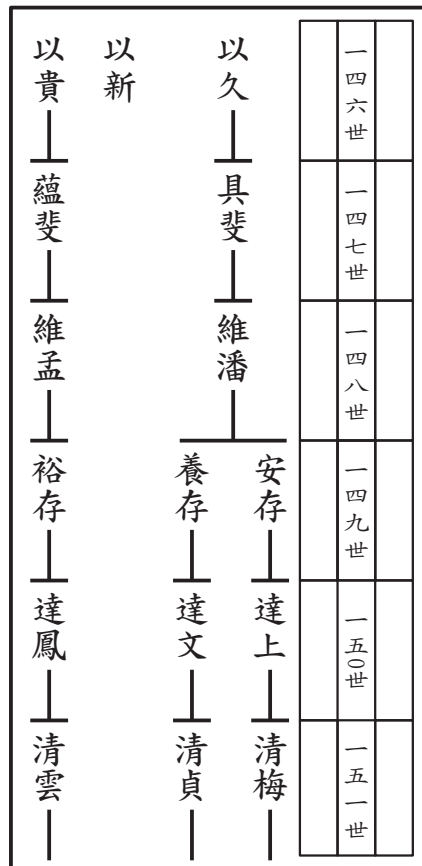 一四六世
以久
以新
以貴
一四七世
具斐
蘊斐
一四八世
維潘
維孟
一四九世
安存
養存
裕存
一五0世
達上
達文
達鳳
一五一世
清梅
清貞
清雲